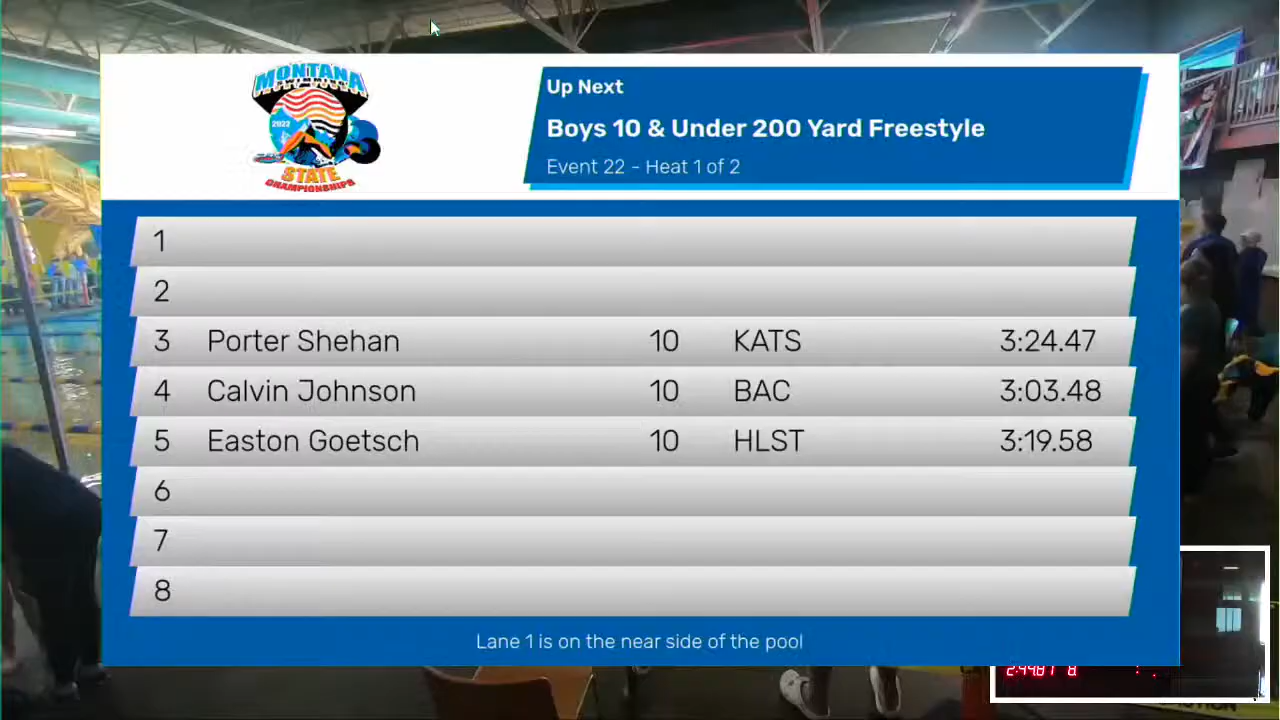 MONTANA
SWIMMING
2022
STATE
CHAMPIONSHIPS
Up Next
Boys 10 & Under 200 Yard Freestyle
Event 22 - Heat 1 of 2
1
2
3 Porter Shehan 10 KATS 3:24.47
4 Calvin Johnson 10 BAC 3:03.48
5 Easton Goetsch 10 HLST 3:19.58
6
7
8
Lane 1 is on the near side of the pool